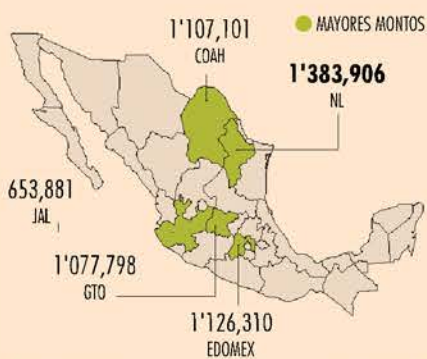 1'107,101
COAH
MAYORES MONTOS
1'383,906
NL
653,881
JAL
1'077,798
GTO
1'126,310
EDOMEX